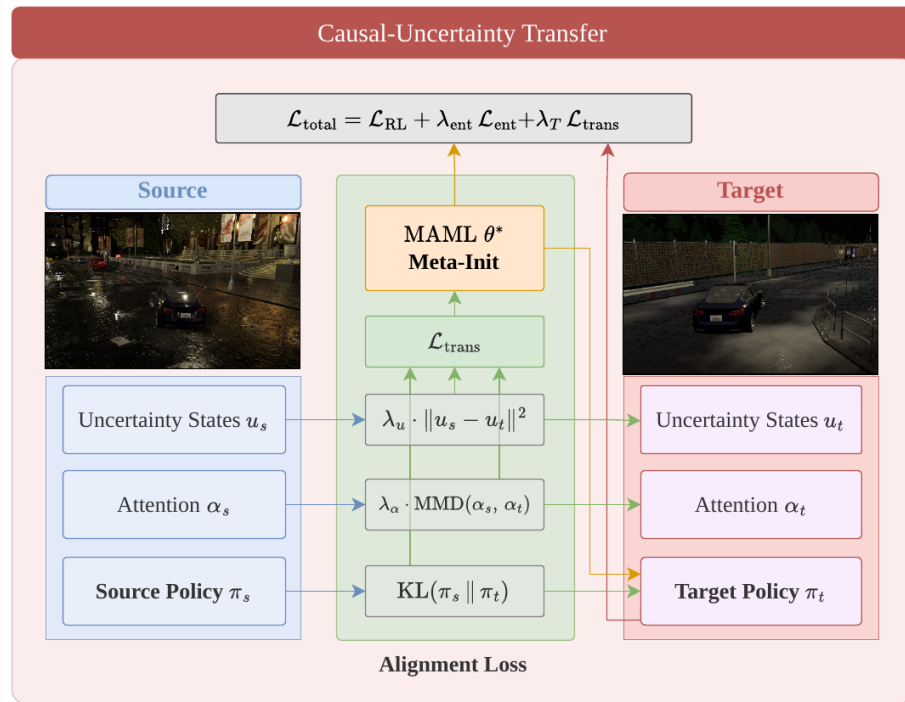 Causal-Uncertainty Transfer
𝓛_total = 𝓛_RL + λ_ent 𝓛_ent+λ_T 𝓛_trans
Source
Target
MAML θ*
Meta-Init
𝓛_trans
Uncertainty States u_s
λ_u · ‖u_s − u_t‖²
Uncertainty States u_t
Attention α_s
λ_α · MMD(α_s, α_t)
Attention α_t
Source Policy π_s
KL(π_s ‖ π_t)
Target Policy π_t
Alignment Loss